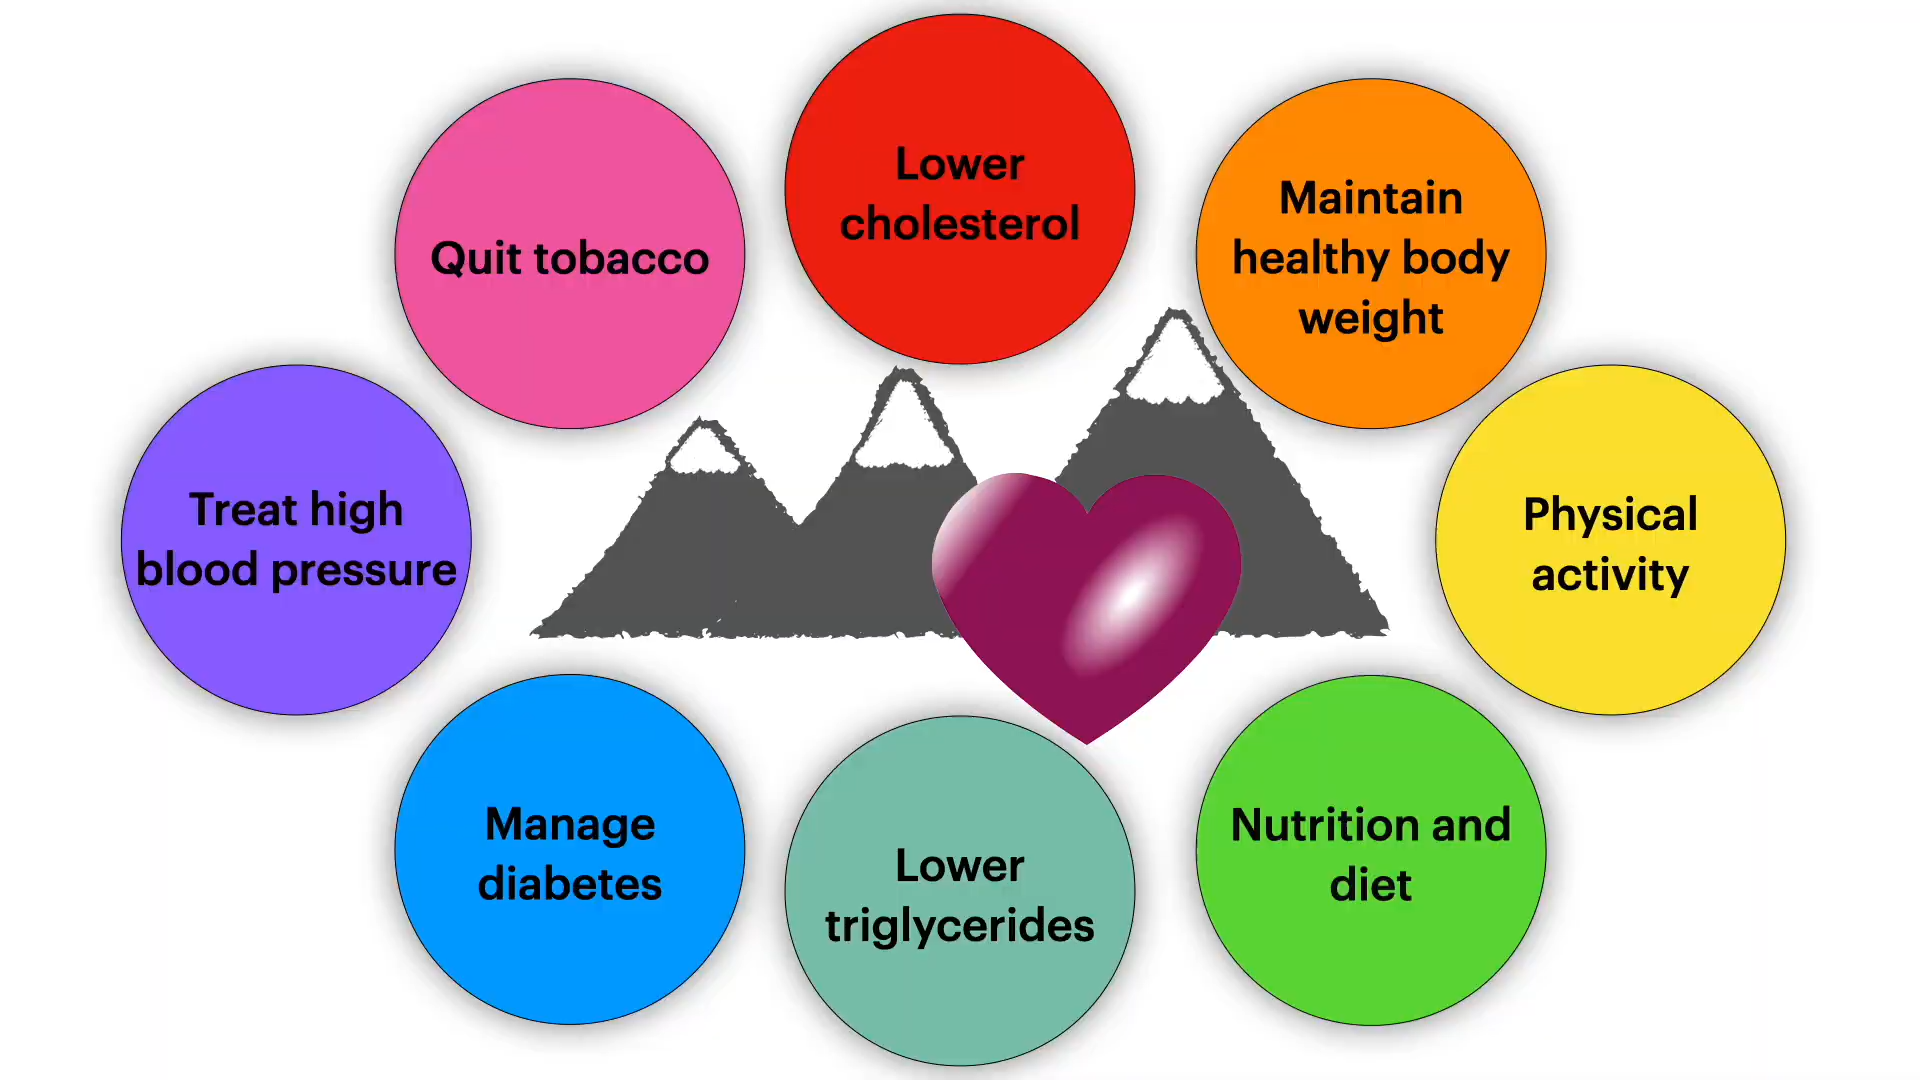 Lower
cholesterol
Maintain
healthy body
weight
Physical
activity
Nutrition and
diet
Lower
triglycerides
Manage
diabetes
Treat high
blood pressure
Quit tobacco